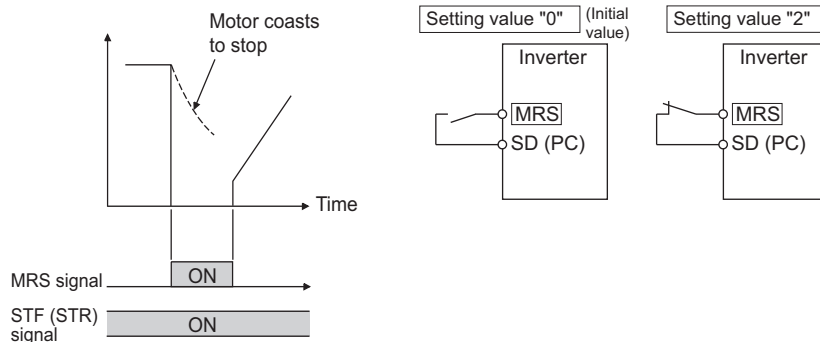 Motor coasts
to stop
Time
MRS signal
ON
STF (STR)
signal
ON
Setting value "0"
(Initial
value)
Inverter
MRS
SD (PC)
Setting value "2"
Inverter
MRS
SD (PC)